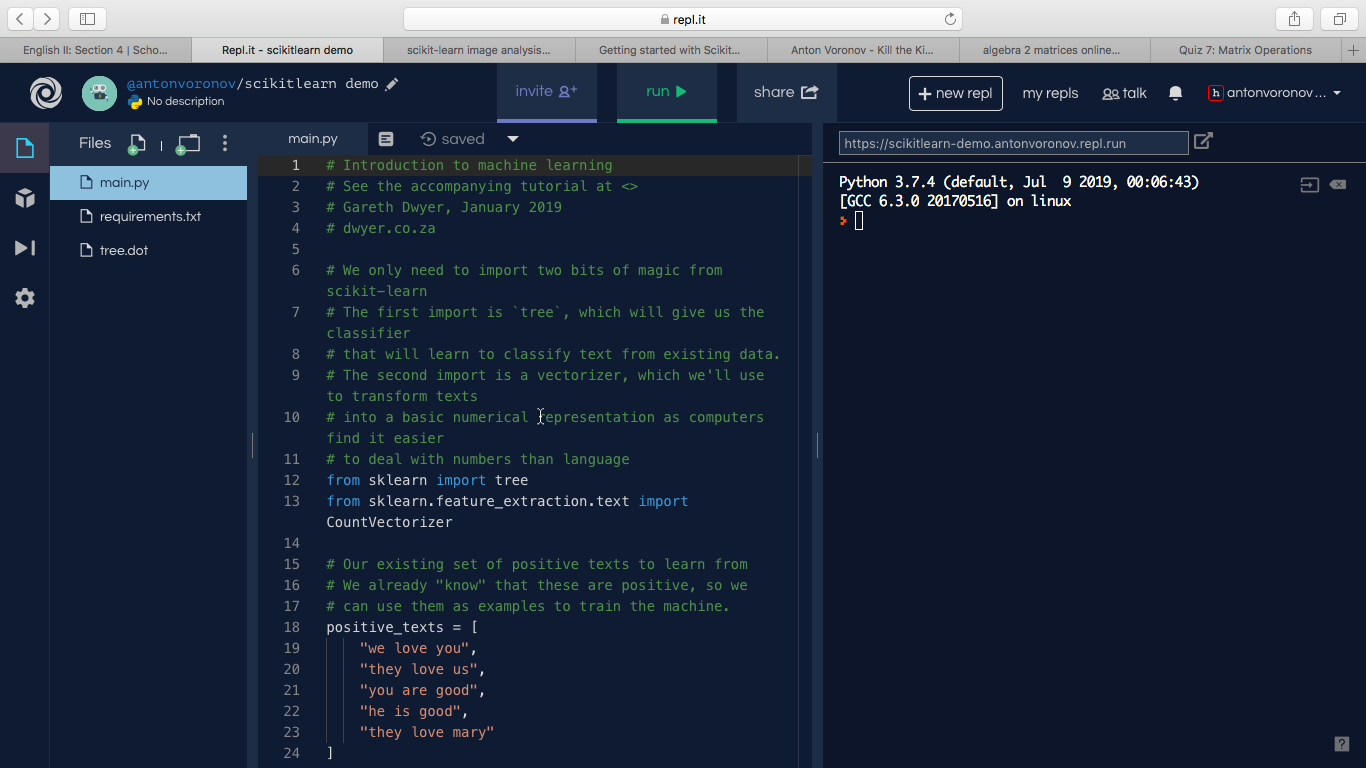 repl.it
English II: Section 4 | Scho...
Repl.it - scikitlearn demo
scikit-learn image analysis...
Getting started with Scikit...
Anton Voronov - Kill the Ki...
algebra 2 matrices online...
Quiz 7: Matrix Operations
@antonvoronov/scikitlearn demo
No description
invite
run
share
+ new repl
my repls
talk
h antonvoronov...
Files
main.py
requirements.txt
tree.dot
main.py
saved
1 # Introduction to machine learning
2 # See the accompanying tutorial at <>
3 # Gareth Dwyer, January 2019
4 # dwyer.co.za
5
6 # We only need to import two bits of magic from
scikit-learn
7 # The first import is `tree`, which will give us the
classifier
8 # that will learn to classify text from existing data.
9 # The second import is a vectorizer, which we'll use
to transform texts
10 # into a basic numerical representation as computers
find it easier
11 # to deal with numbers than language
12 from sklearn import tree
13 from sklearn.feature_extraction.text import
CountVectorizer
14
15 # Our existing set of positive texts to learn from
16 # We already "know" that these are positive, so we
17 # can use them as examples to train the machine.
18 positive_texts = [
19 "we love you",
20 "they love us",
21 "you are good",
22 "he is good",
23 "they love mary"
24 ]
https://scikitlearn-demo.antonvoronov.repl.run
Python 3.7.4 (default, Jul  9 2019, 00:06:43)
[GCC 6.3.0 20170516] on linux
?